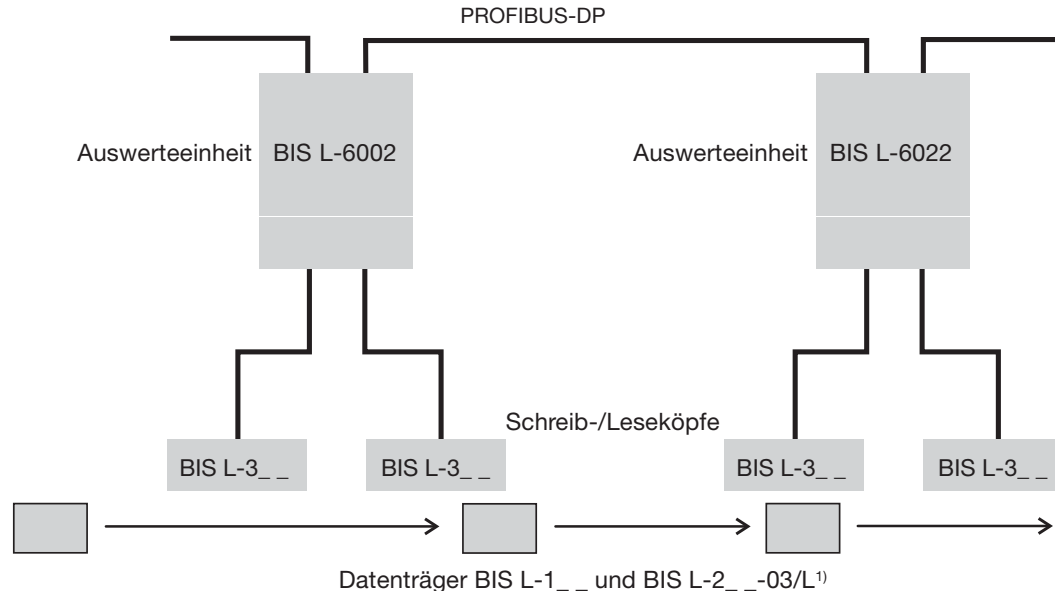 PROFIBUS-DP
Auswerteeinheit BIS L-6002
Auswerteeinheit BIS L-6022
Schreib-/Leseköpfe
BIS L-3_ _
BIS L-3_ _
BIS L-3_ _
BIS L-3_ _
Datenträger BIS L-1_ _ und BIS L-2_ _-03/L¹⁾